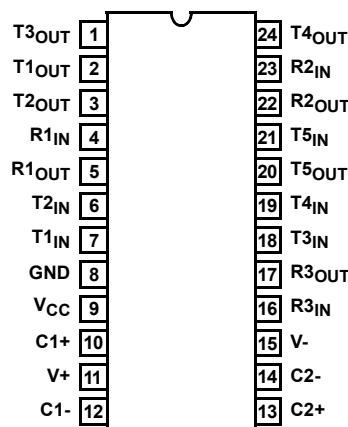 T3OUT 1 24 T4OUT
T1OUT 2 23 R2IN
T2OUT 3 22 R2OUT
R1IN 4 21 T5IN
R1OUT 5 20 T5OUT
T2IN 6 19 T4IN
T1IN 7 18 T3IN
GND 8 17 R3OUT
VCC 9 16 R3IN
C1+ 10 15 V-
V+ 11 14 C2-
C1- 12 13 C2+